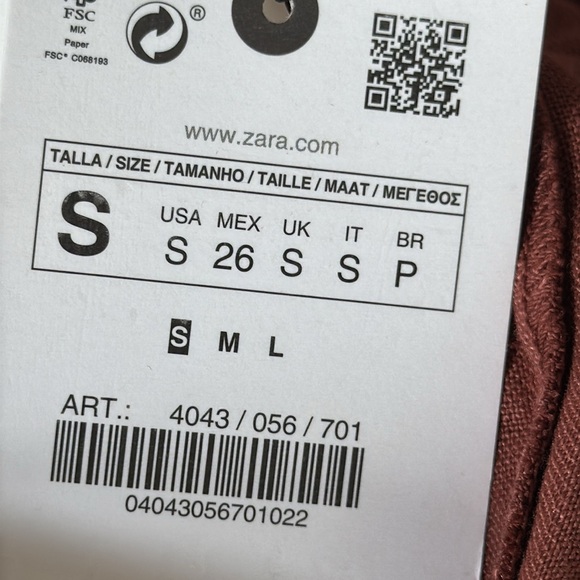 FSC
MIX
Paper
FSC® C068193
®
www.zara.com
TALLA / SIZE / TAMANHO / TAILLE / MAAT / ΜΕΓΕΘΟΣ
S
USA MEX UK IT BR
S 26 S S P
S M L
ART.: 4043 / 056 / 701
04043056701022